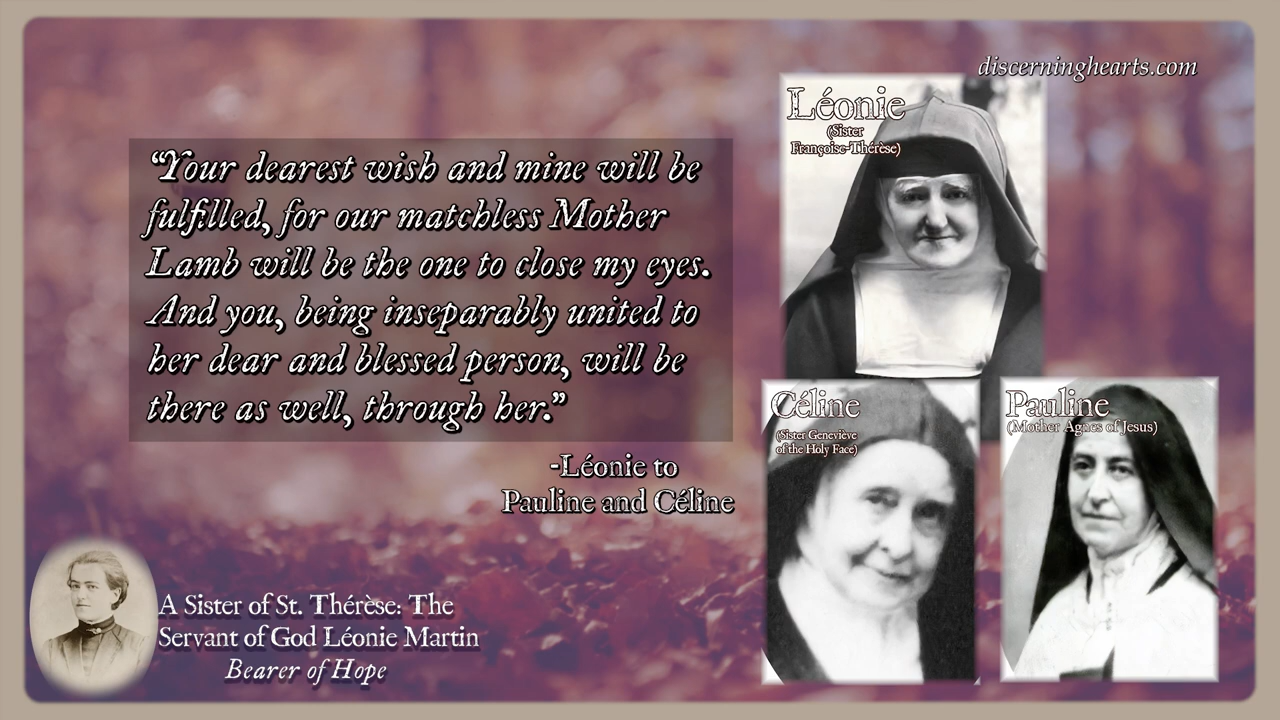 discerninghearts.com
“Your dearest wish and mine will be
fulfilled, for our matchless Mother
Lamb will be the one to close my eyes.
And you, being inseparably united to
her dear and blessed person, will be
there as well, through her.”
-Léonie to
Pauline and Céline
Léonie
(Sister
Françoise-Thérèse)
Céline
(Sister Geneviève
of the Holy Face)
Pauline
(Mother Agnes of Jesus)
A Sister of St. Thérèse: The
Servant of God Léonie Martin
Bearer of Hope